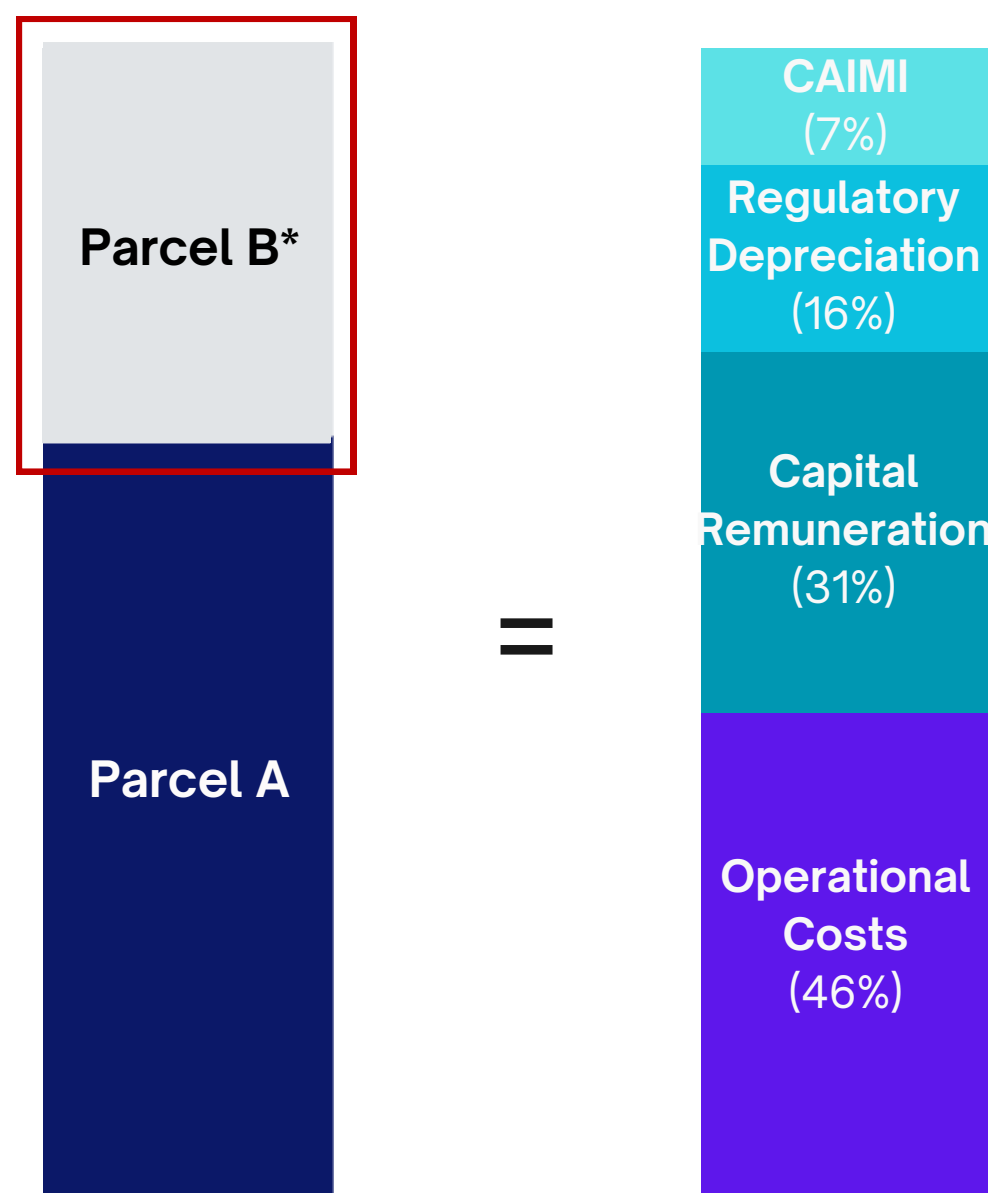 Parcel B*
Parcel A
=
CAIMI
(7%)
Regulatory
Depreciation
(16%)
Capital
Remuneration
(31%)
Operational
Costs
(46%)